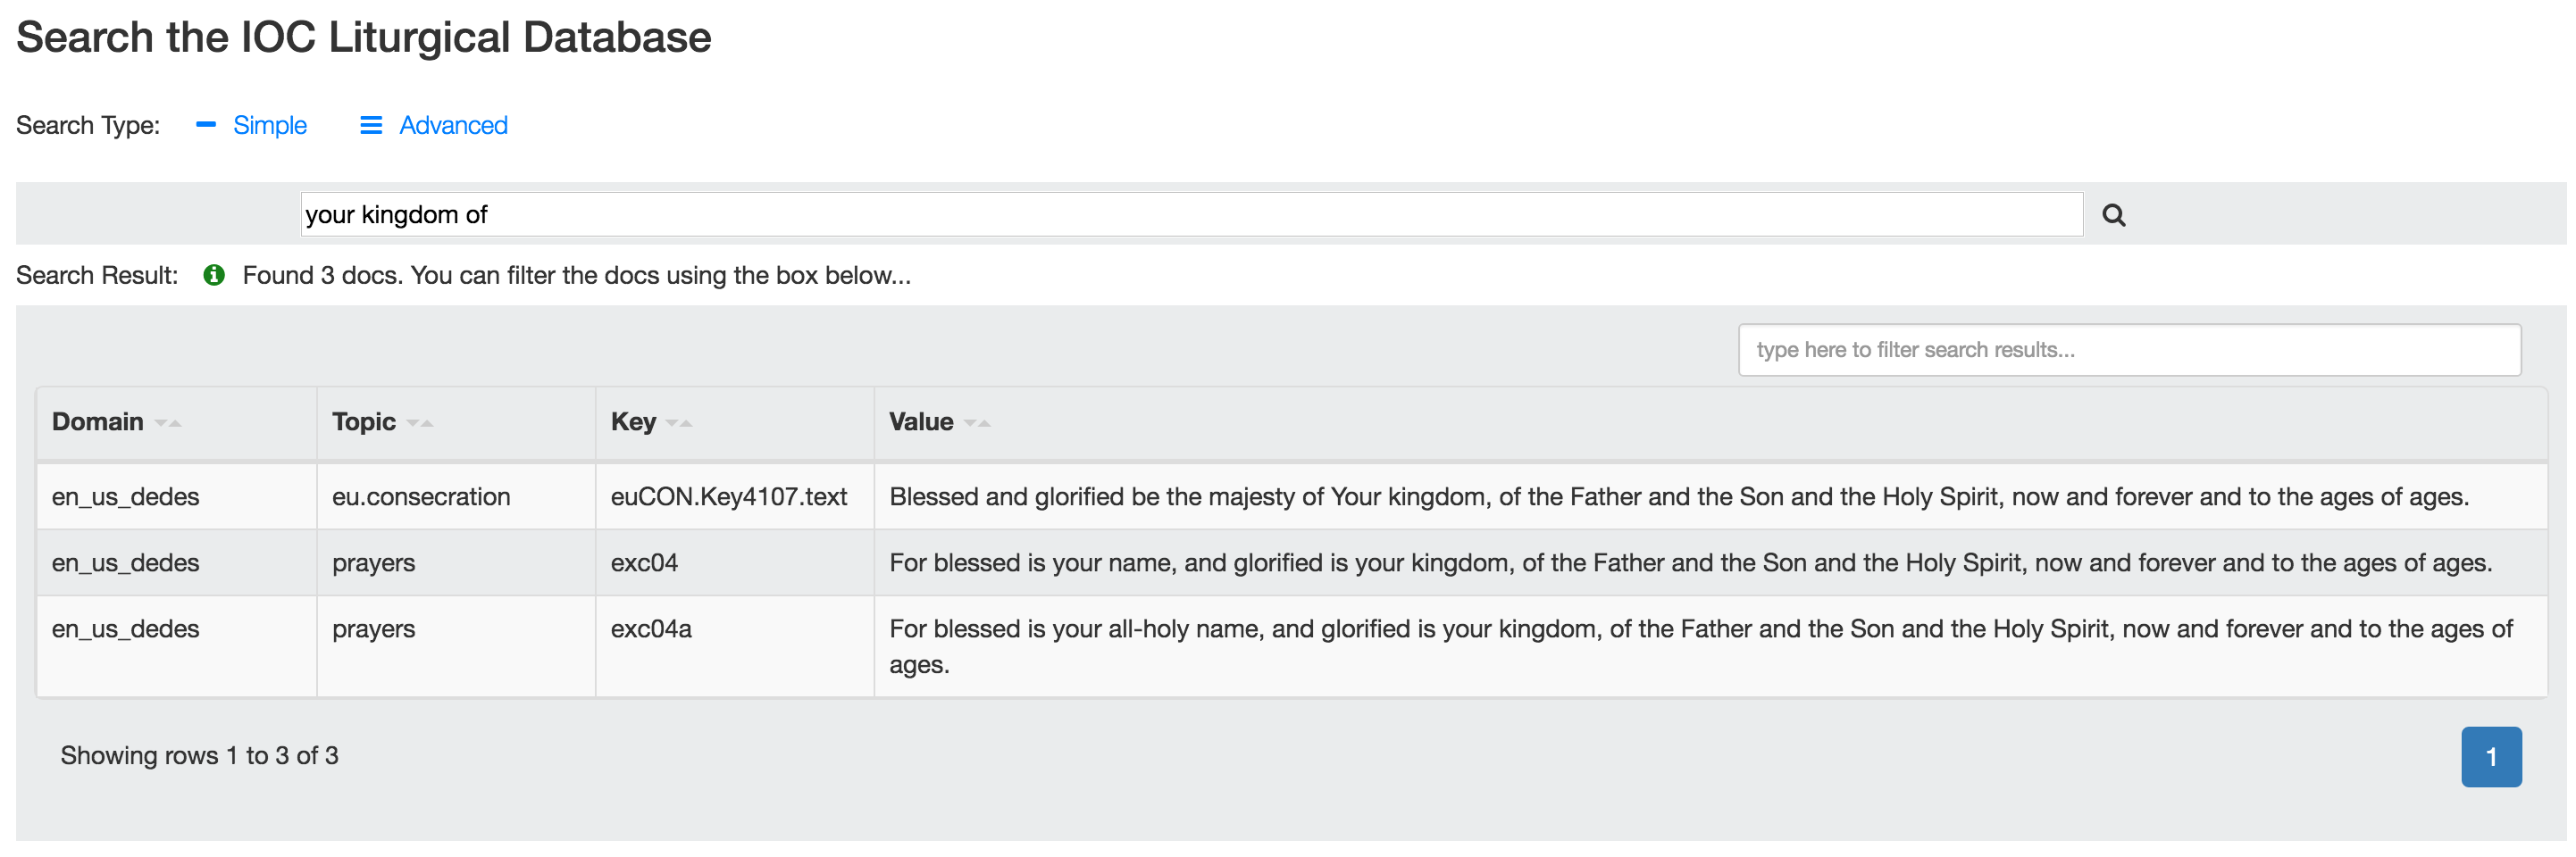 Search the IOC Liturgical Database
Search Type: Simple Advanced
your kingdom of
Search Result: Found 3 docs. You can filter the docs using the box below...
type here to filter search results...
Domain Topic Key Value
en_us_dedes eu.consecration euCON.Key4107.text Blessed and glorified be the majesty of Your kingdom, of the Father and the Son and the Holy Spirit, now and forever and to the ages of ages.
en_us_dedes prayers exc04 For blessed is your name, and glorified is your kingdom, of the Father and the Son and the Holy Spirit, now and forever and to the ages of ages.
en_us_dedes prayers exc04a For blessed is your all-holy name, and glorified is your kingdom, of the Father and the Son and the Holy Spirit, now and forever and to the ages of
ages.
Showing rows 1 to 3 of 3
1